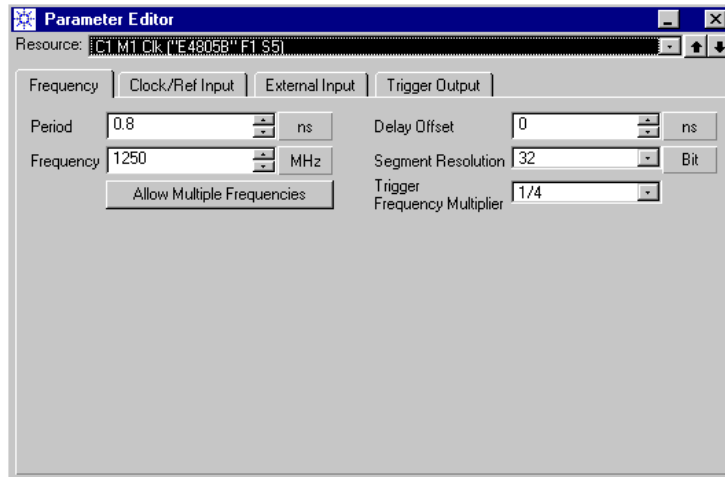 Parameter Editor
Resource: C1 M1 Clk ("E4805B" F1 S5)
Frequency Clock/Ref Input External Input Trigger Output
Period 0.8 ns Delay Offset 0 ns
Frequency 1250 MHz Segment Resolution 32 Bit
Allow Multiple Frequencies Trigger Frequency Multiplier 1/4